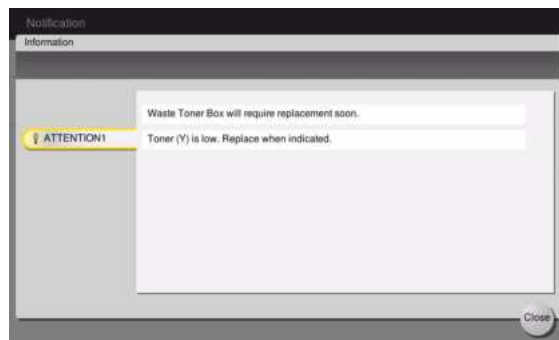 Notification
Information
Waste Toner Box will require replacement soon.
ATTENTION1
Toner (Y) is low. Replace when indicated.
Close